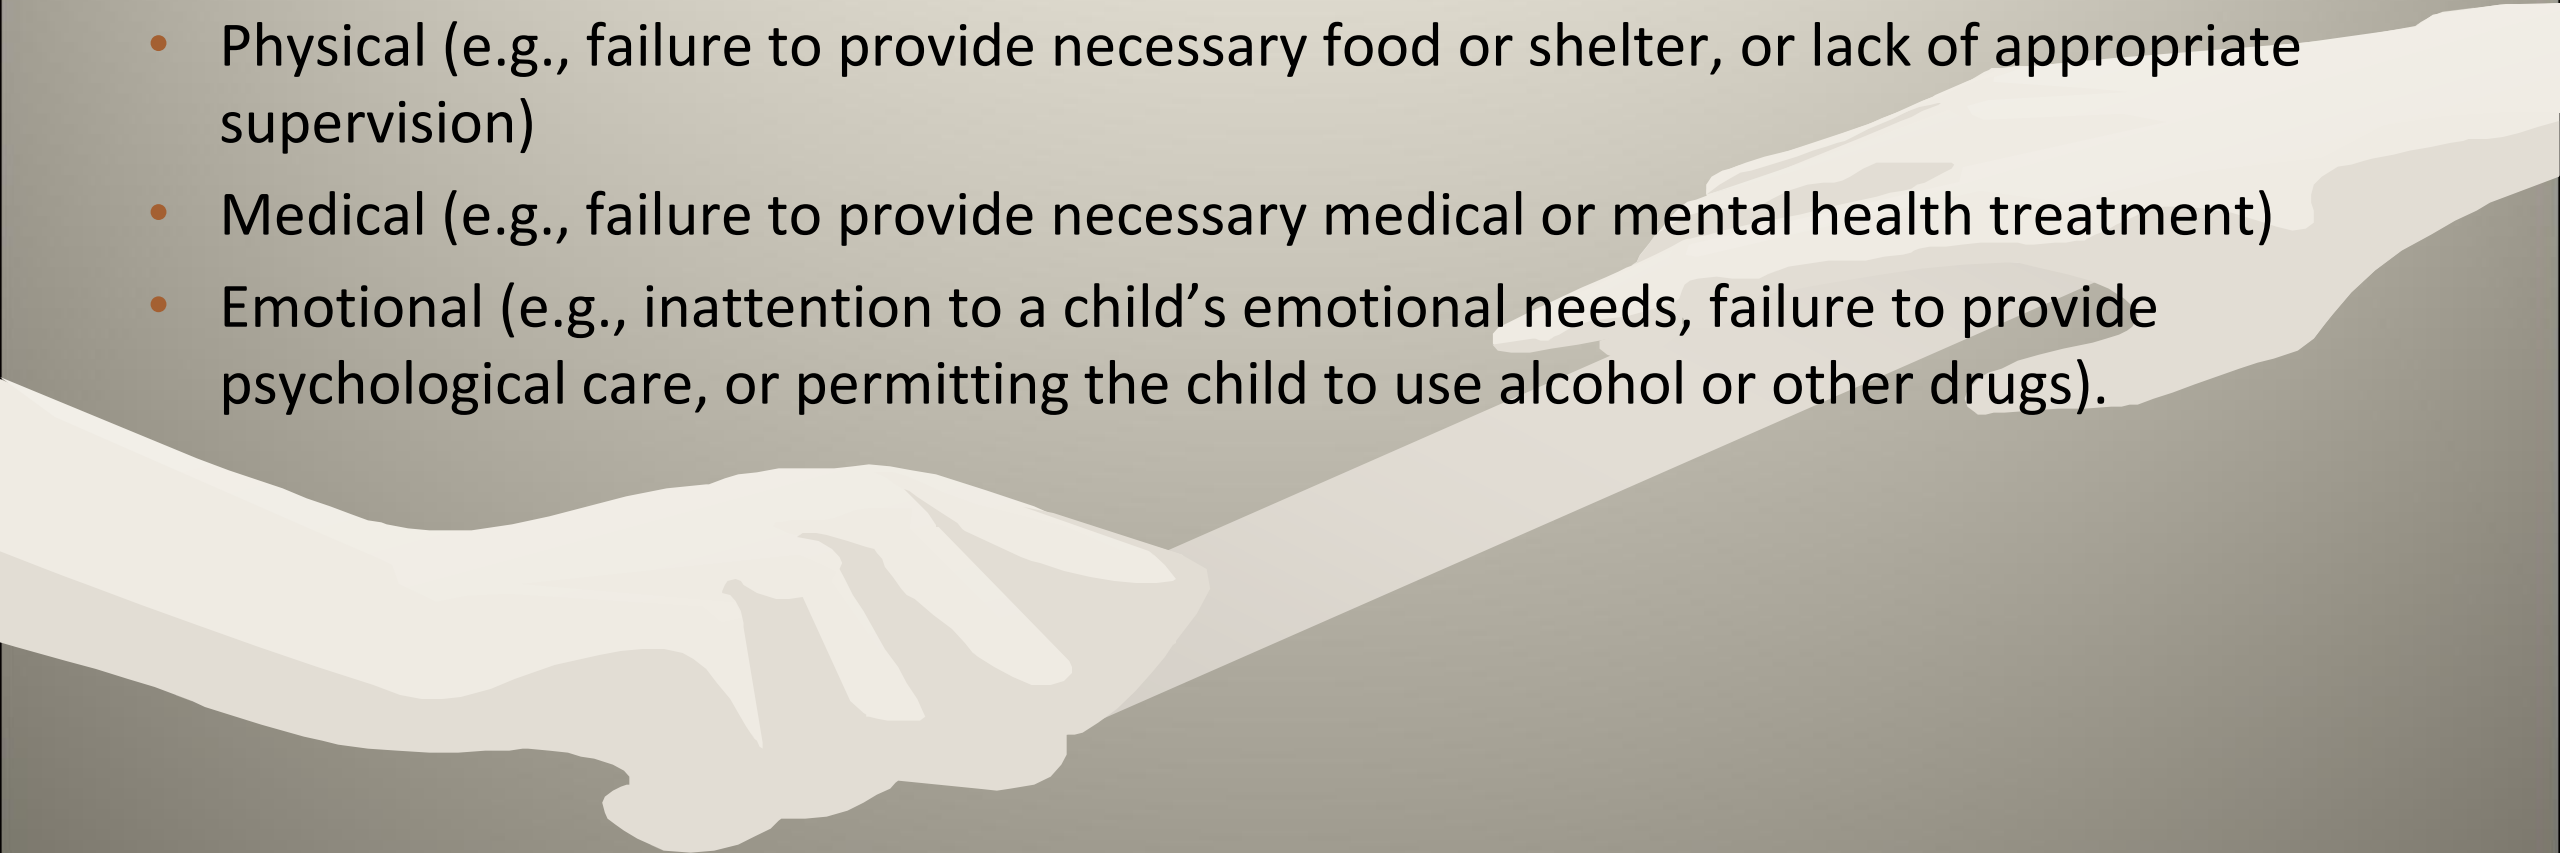 • Physical (e.g., failure to provide necessary food or shelter, or lack of appropriate
supervision)
• Medical (e.g., failure to provide necessary medical or mental health treatment)
• Emotional (e.g., inattention to a child’s emotional needs, failure to provide
psychological care, or permitting the child to use alcohol or other drugs).